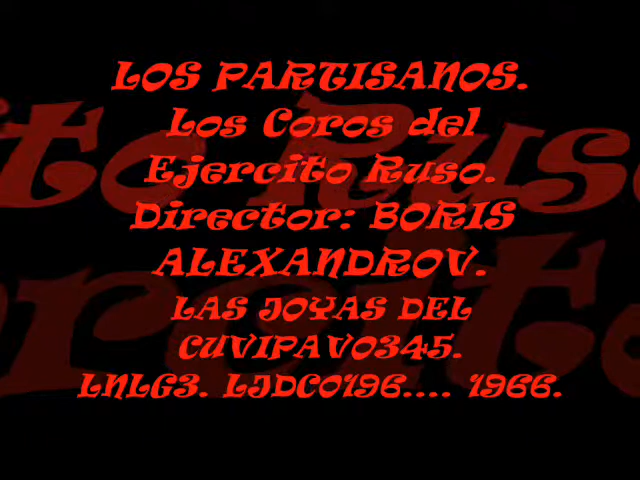 LOS PARTISANOS.
Los Coros del
Ejercito Ruso.
Director: BORIS
ALEXANDROV.
LAS JOYAS DEL
CUVIPAVO345.
LNLG3. LJDC0196.... 1966.